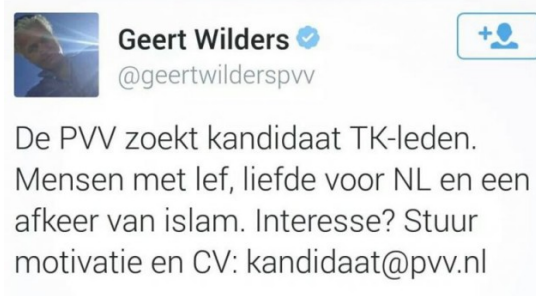 Geert Wilders
@geertwilderspvv
De PVV zoekt kandidaat TK-leden.
Mensen met lef, liefde voor NL en een
afkeer van islam. Interesse? Stuur
motivatie en CV: kandidaat@pvv.nl